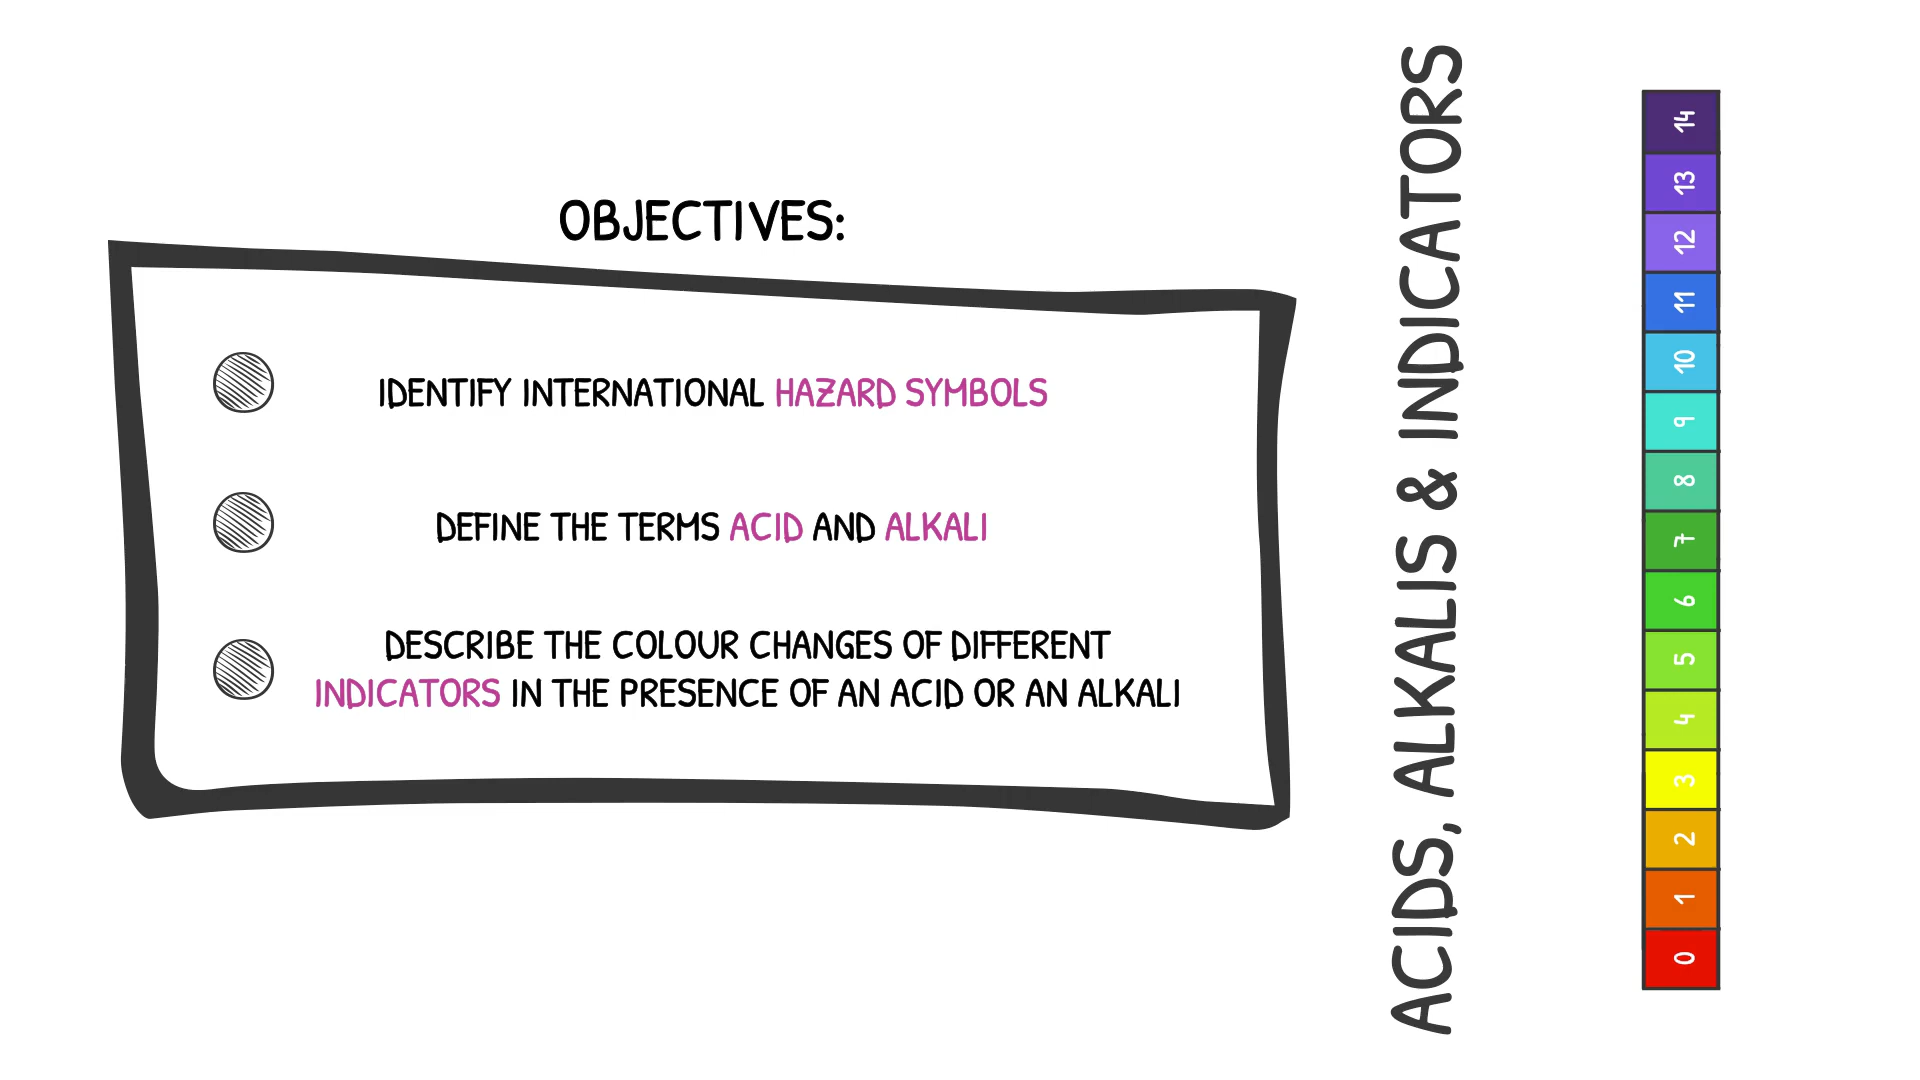 OBJECTIVES:
IDENTIFY INTERNATIONAL HAZARD SYMBOLS
DEFINE THE TERMS ACID AND ALKALI
DESCRIBE THE COLOUR CHANGES OF DIFFERENT
INDICATORS IN THE PRESENCE OF AN ACID OR AN ALKALI
ACIDS, ALKALIS & INDICATORS
0 1 2 3 4 5 6 7 8 9 10 11 12 13 14